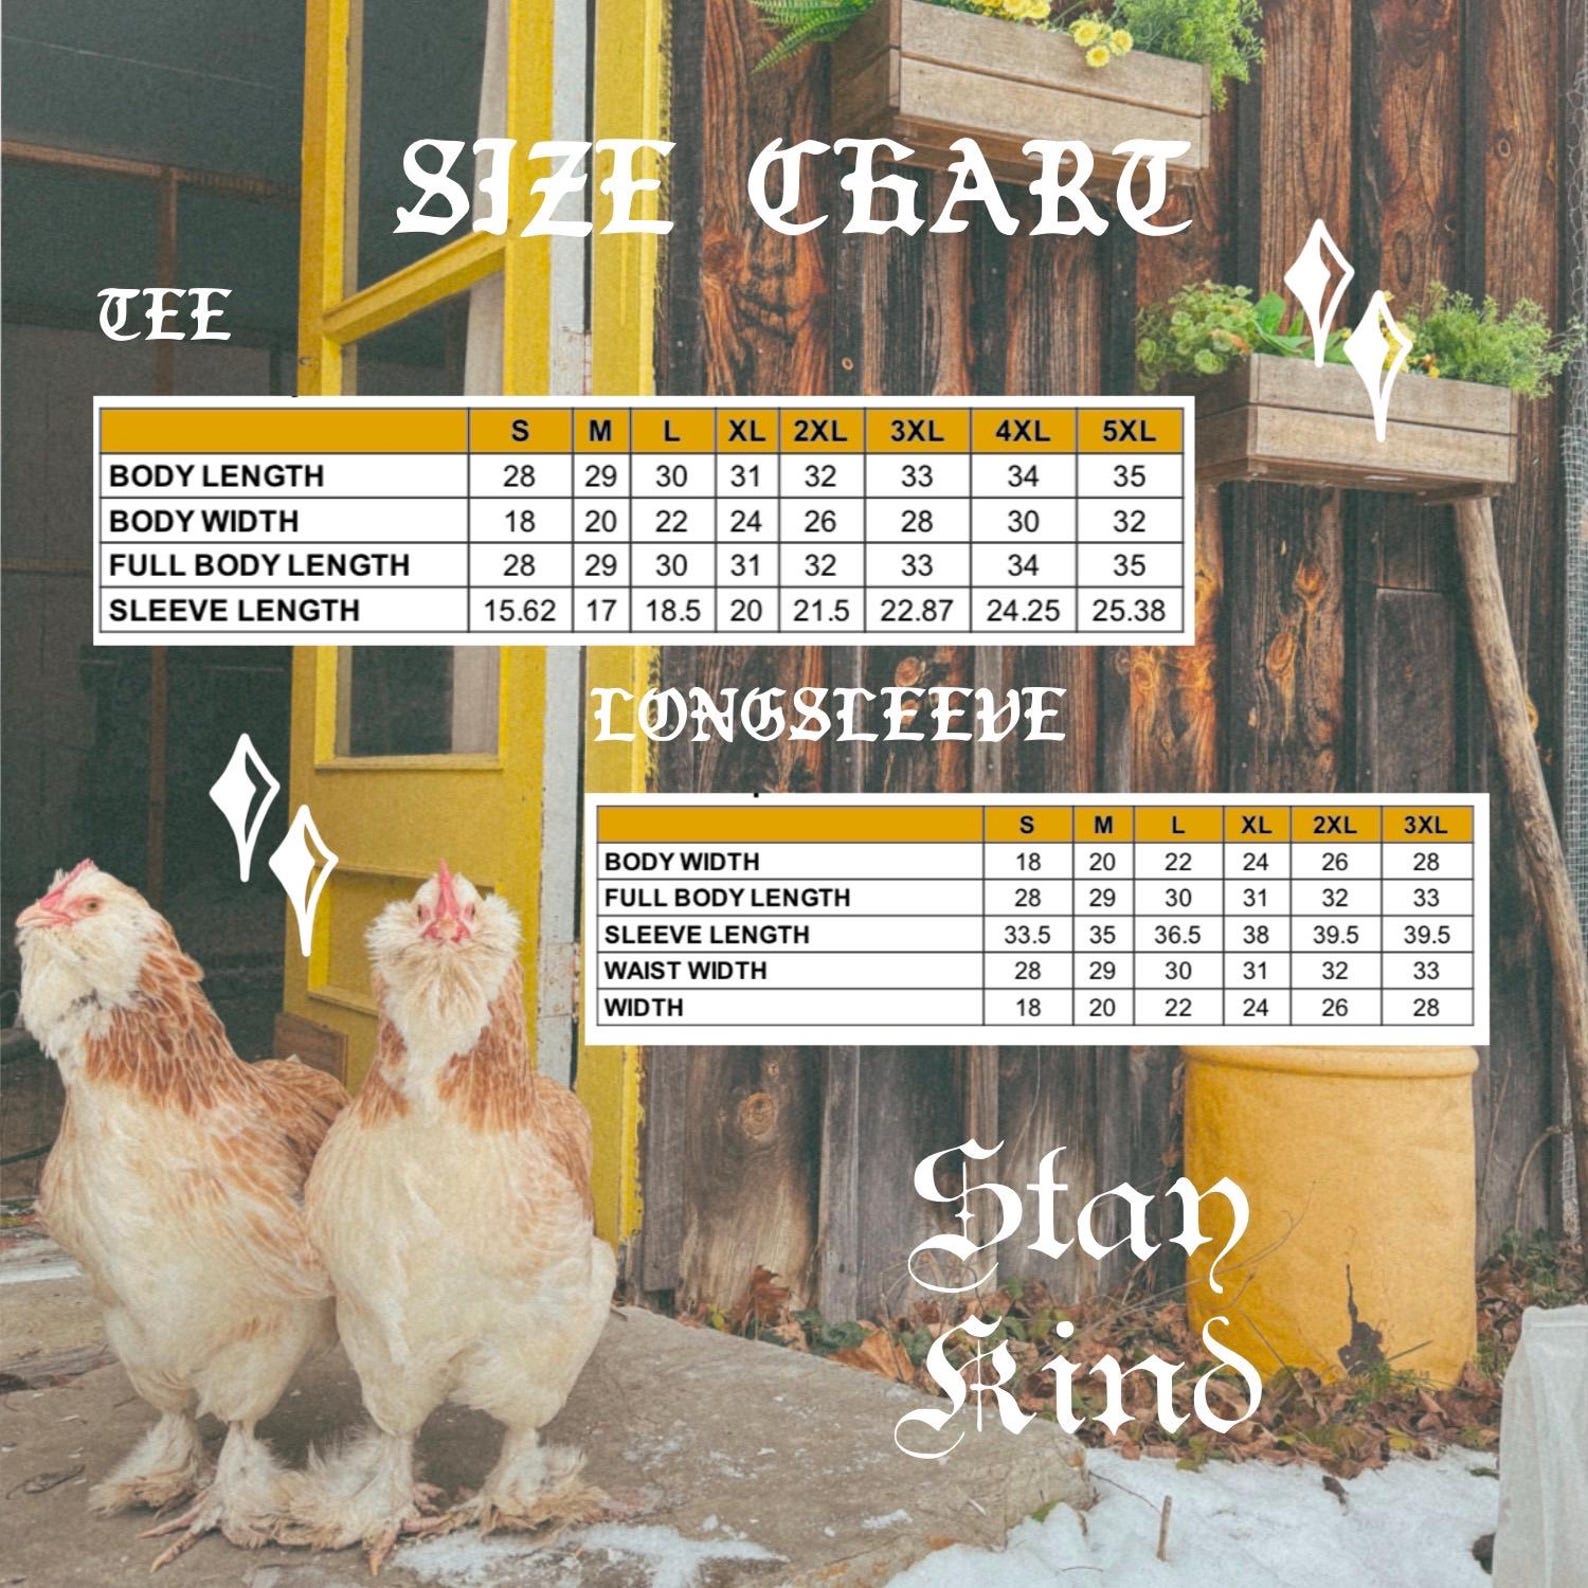 SIZE CHART
TEE
S M L XL 2XL 3XL 4XL 5XL
BODY LENGTH 28 29 30 31 32 33 34 35
BODY WIDTH 18 20 22 24 26 28 30 32
FULL BODY LENGTH 28 29 30 31 32 33 34 35
SLEEVE LENGTH 15.62 17 18.5 20 21.5 22.87 24.25 25.38
LONGSLEEVE
S M L XL 2XL 3XL
BODY WIDTH 18 20 22 24 26 28
FULL BODY LENGTH 28 29 30 31 32 33
SLEEVE LENGTH 33.5 35 36.5 38 39.5 39.5
WAIST WIDTH 28 29 30 31 32 33
WIDTH 18 20 22 24 26 28
Stay
Kind